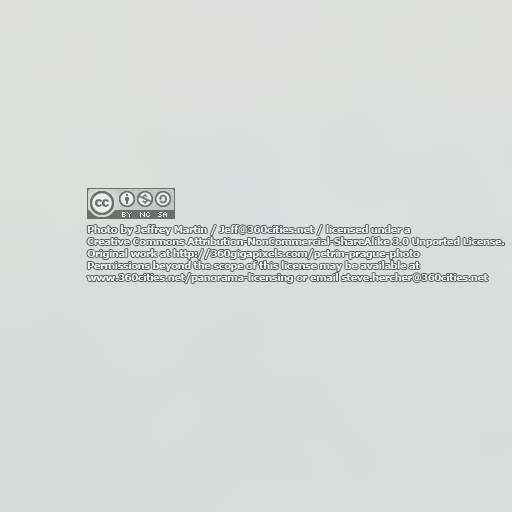 cc
BY NC SA
Photo by Jeffrey Martin / Jeff@360cities.net / licensed under a
Creative Commons Attribution-NonCommercial-ShareAlike 3.0 Unported License.
Original work at http://360gigapixels.com/petrin-prague-photo
Permissions beyond the scope of this license may be available at
www.360cities.net/panorama-licensing or email steve.hercher@360cities.net